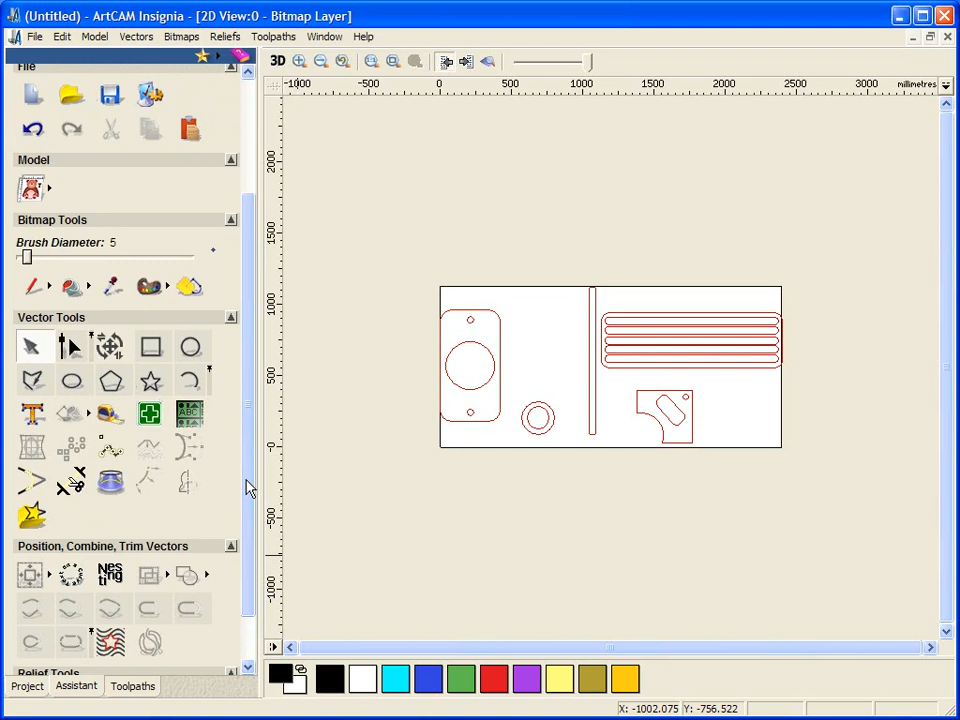 (Untitled) - ArtCAM Insignia - [2D View:0 - Bitmap Layer]
File Edit Model Vectors Bitmaps Reliefs Toolpaths Window Help
File
3D
-1000 -500 0 500 1000 1500 2000 2500 3000 millimetres
2000
1500
1000
500
-0
-500
-1000
Model
Bitmap Tools
Brush Diameter: 5
Vector Tools
ABC
Position, Combine, Trim Vectors
Nes
ting
Relief Tools
Project Assistant Toolpaths
X: -1002.075 Y: -756.522